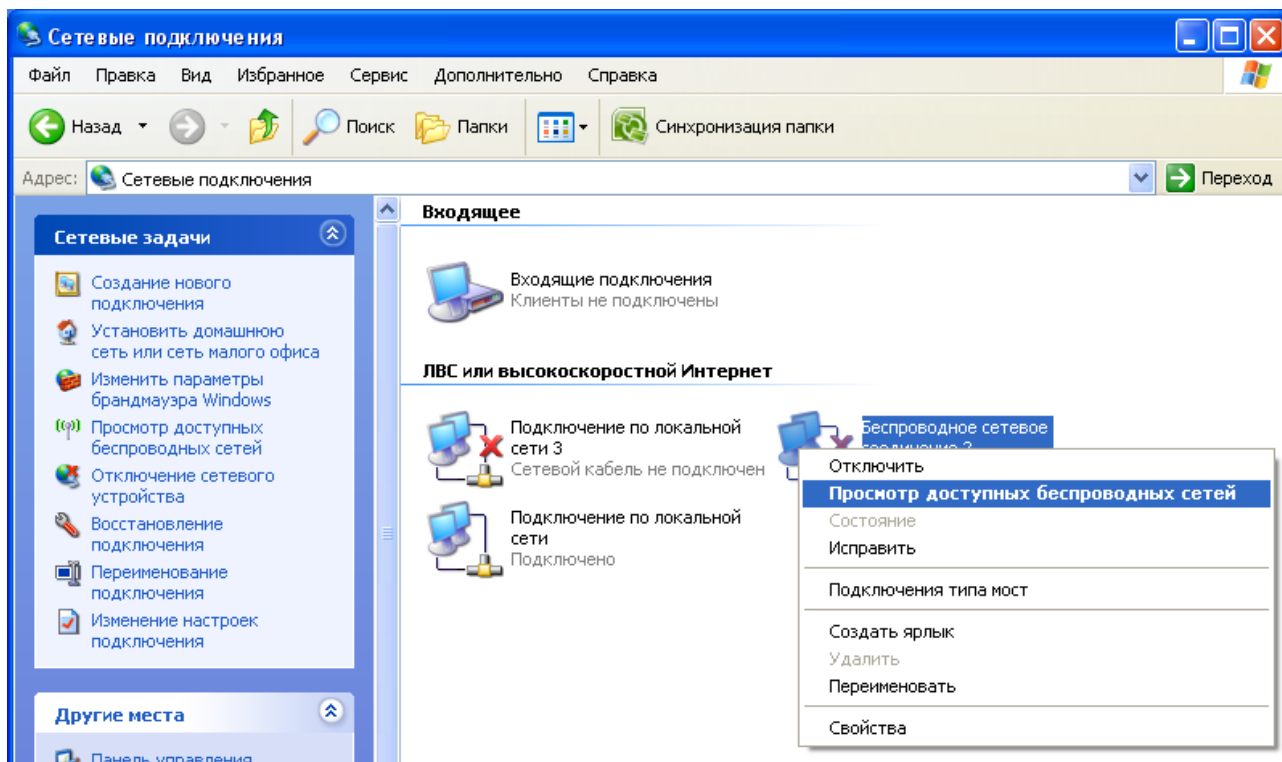 Сетевые подключения
Файл Правка Вид Избранное Сервис Дополнительно Справка
Назад Поиск Папки Синхронизация папки
Адрес: Сетевые подключения Переход
Сетевые задачи
Создание нового
подключения
Установить домашнюю
сеть или сеть малого офиса
Изменить параметры
брандмауэра Windows
Просмотр доступных
беспроводных сетей
Отключение сетевого
устройства
Восстановление
подключения
Переименование
подключения
Изменение настроек
подключения
Другие места
Панель управления
Входящее
Входящие подключения
Клиенты не подключены
ЛВС или высокоскоростной Интернет
Подключение по локальной
сети 3
Сетевой кабель не подключен
Беспроводное сетевое
соединение
Подключение по локальной
сети
Подключено
Отключить
Просмотр доступных беспроводных сетей
Состояние
Исправить
Подключения типа мост
Создать ярлык
Удалить
Переименовать
Свойства